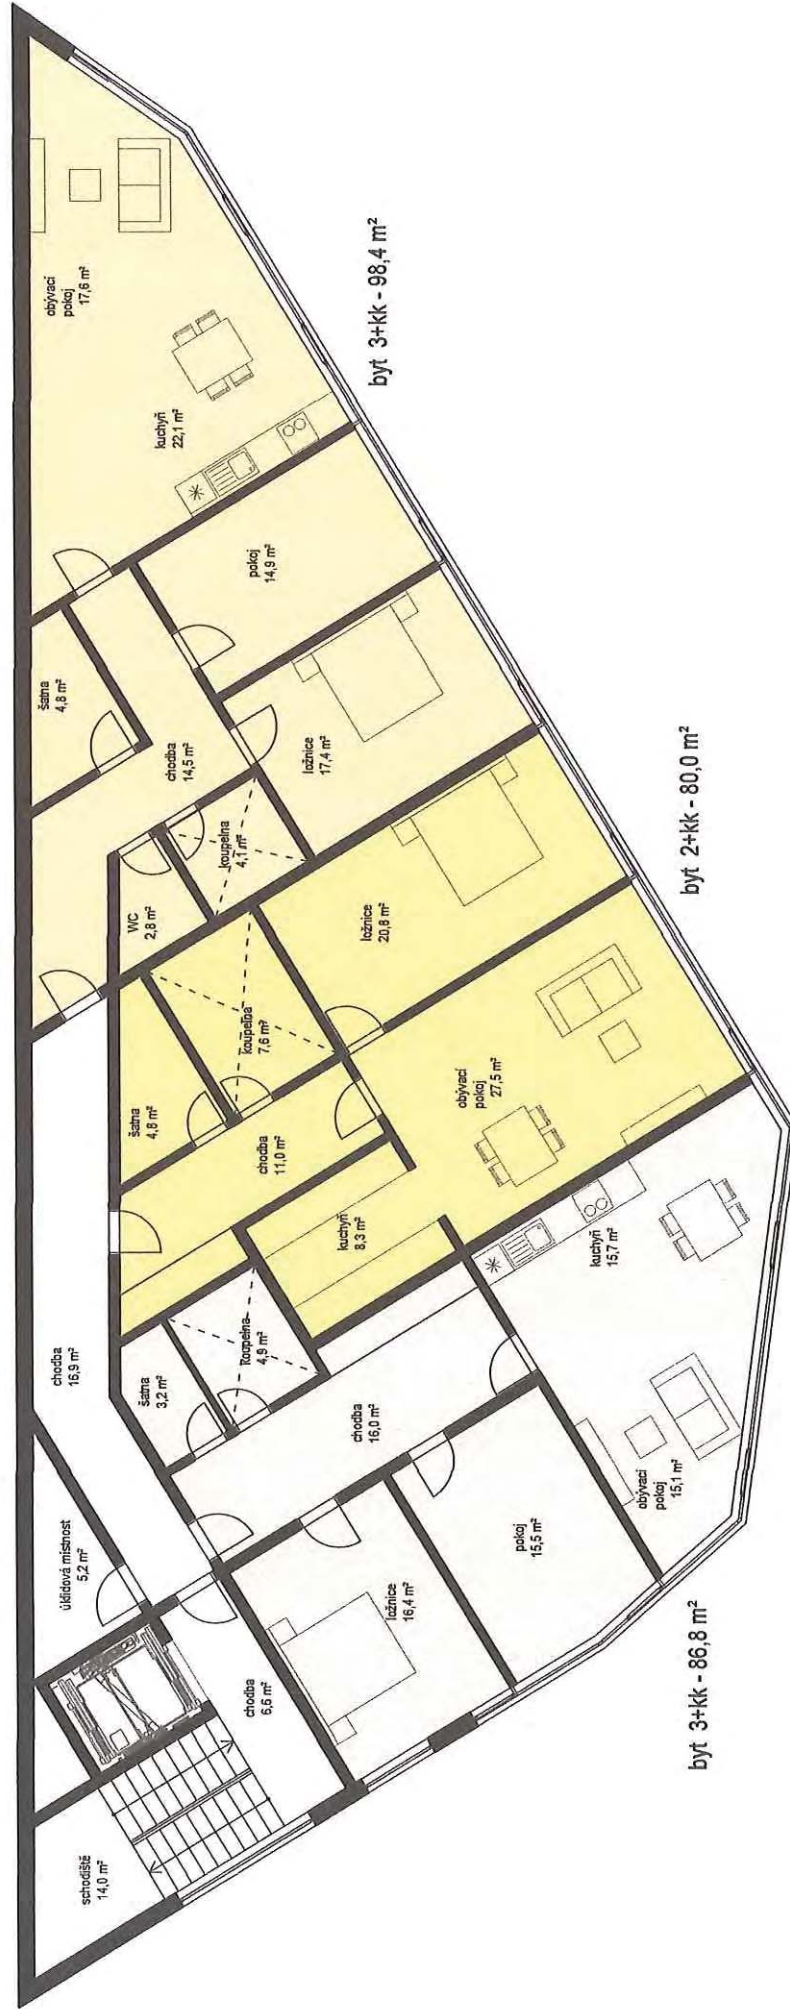 schodiště
14,0 m²
úklidová místnost
5,2 m²
chodba
16,9 m²
šatna
4,8 m²
obývací
pokoj
17,6 m²
kuchyň
22,1 m²
chodba
6,6 m²
šatna
3,2 m²
koupelna
4,9 m²
chodba
16,0 m²
ložnice
16,4 m²
pokoj
15,5 m²
obývací
pokoj
15,1 m²
kuchyň
15,7 m²
kuchyň
8,3 m²
chodba
11,0 m²
šatna
4,8 m²
koupelna
7,6 m²
obývací
pokoj
27,5 m²
ložnice
20,8 m²
WC
2,8 m²
koupelna
4,1 m²
chodba
14,5 m²
ložnice
17,4 m²
pokoj
14,9 m²
byt 3+kk - 86,8 m²
byt 2+kk - 80,0 m²
byt 3+kk - 98,4 m²